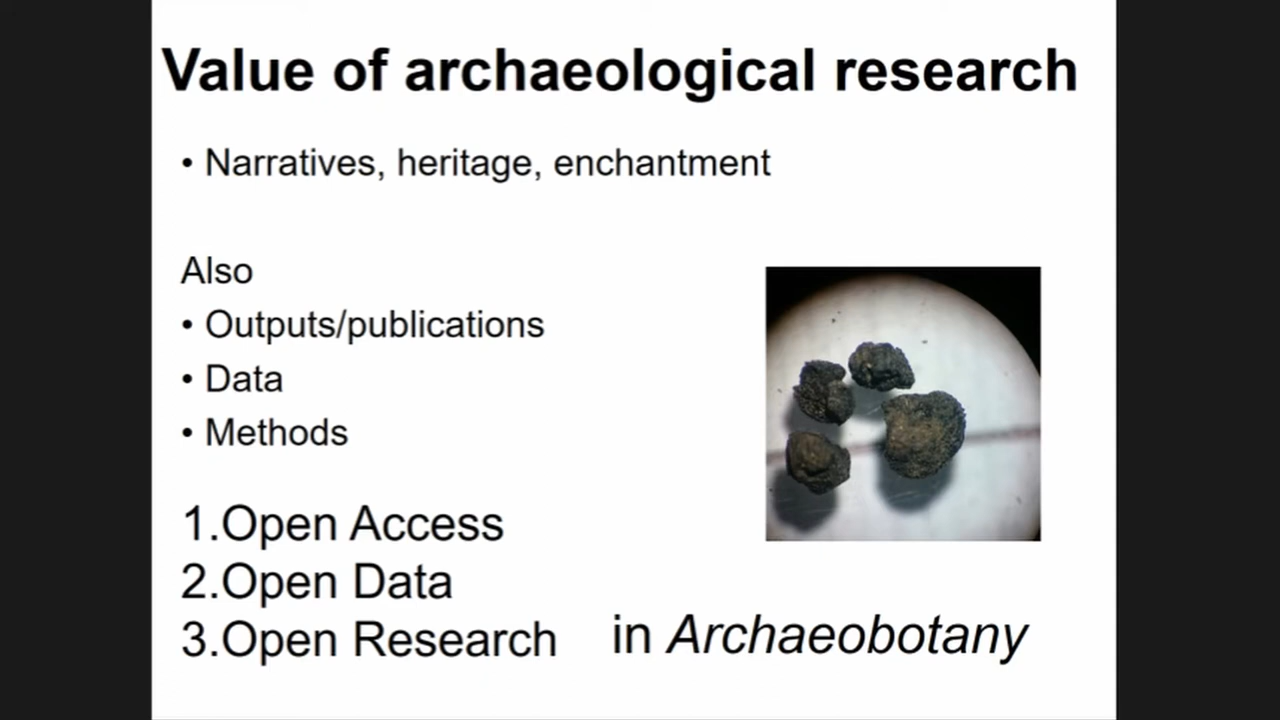 Value of archaeological research
• Narratives, heritage, enchantment
Also
• Outputs/publications
• Data
• Methods
1.Open Access
2.Open Data
3.Open Research in Archaeobotany